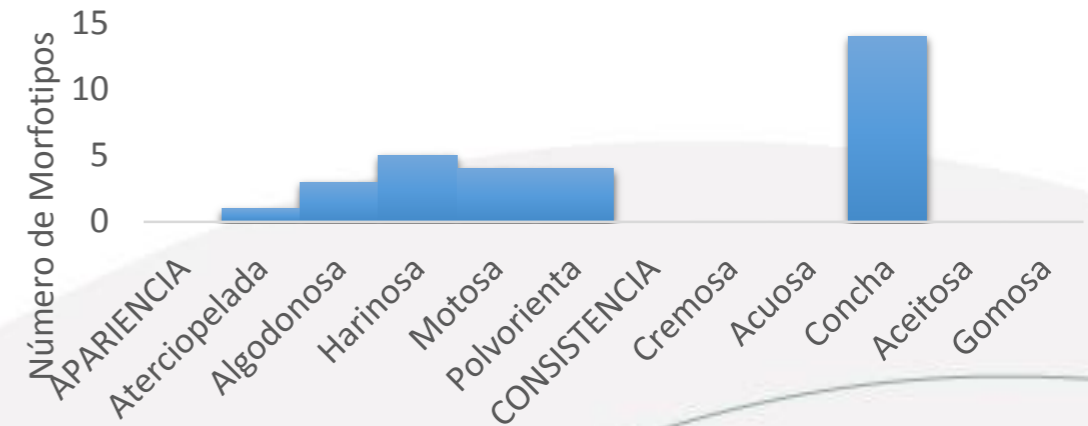 Número de Morfotipos
15
10
5
0
APARIENCIA
Aterciopelada
Algodonosa
Harinosa
Motosa
Polvorienta
CONSISTENCIA
Cremosa
Acuosa
Concha
Aceitosa
Gomosa